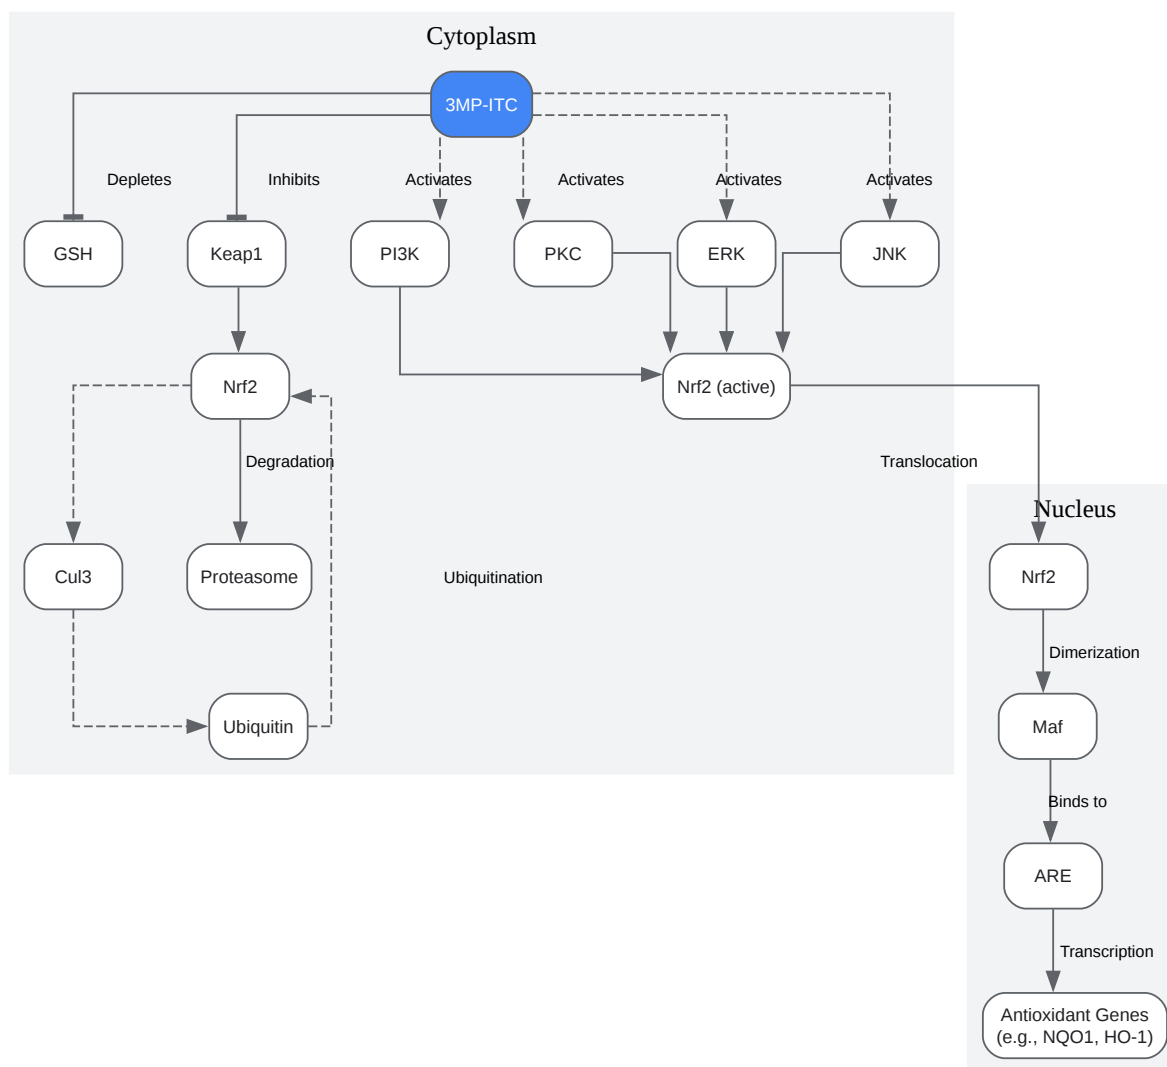 Cytoplasm
3MP-ITC
Depletes
Inhibits
Activates
Activates
Activates
Activates
GSH
Keap1
PI3K
PKC
ERK
JNK
Nrf2
Nrf2 (active)
Degradation
Translocation
Nucleus
Cul3
Proteasome
Ubiquitination
Nrf2
Dimerization
Ubiquitin
Maf
Binds to
ARE
Transcription
Antioxidant Genes
(e.g., NQO1, HO-1)